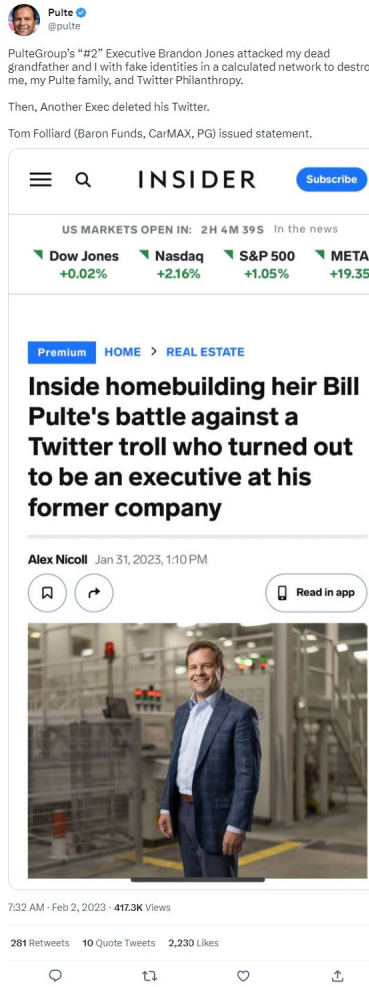 Pulte
@pulte
PulteGroup's "#2" Executive Brandon Jones attacked my dead
grandfather and I with fake identities in a calculated network to destro
me, my Pulte family, and Twitter Philanthropy.
Then, Another Exec deleted his Twitter.
Tom Folliard (Baron Funds, CarMAX, PG) issued statement.
INSIDER
Subscribe
US MARKETS OPEN IN: 2H 4M 39S In the news
Dow Jones Nasdaq S&P 500 META
+0.02% +2.16% +1.05% +19.35
Premium HOME > REAL ESTATE
Inside homebuilding heir Bill
Pulte's battle against a
Twitter troll who turned out
to be an executive at his
former company
Alex Nicoll Jan 31, 2023, 1:10 PM
Read in app
7:32 AM · Feb 2, 2023 · 417.3K Views
281 Retweets 10 Quote Tweets 2,230 Likes